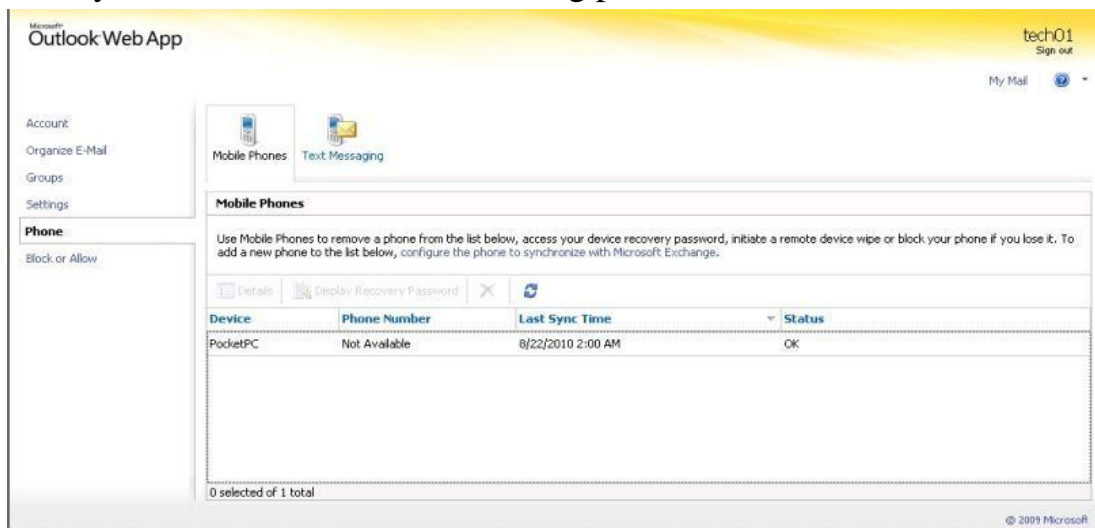 Microsoft®
Outlook Web App
tech01
Sign out
My Mail
Account
Organize E-Mail
Groups
Settings
Phone
Block or Allow
Mobile Phones
Text Messaging
Mobile Phones
Use Mobile Phones to remove a phone from the list below, access your device recovery password, initiate a remote device wipe or block your phone if you lose it. To
add a new phone to the list below, configure the phone to synchronize with Microsoft Exchange.
Details Display Recovery Password
Device Phone Number Last Sync Time Status
PocketPC Not Available 8/22/2010 2:00 AM OK
0 selected of 1 total
© 2009 Microsoft